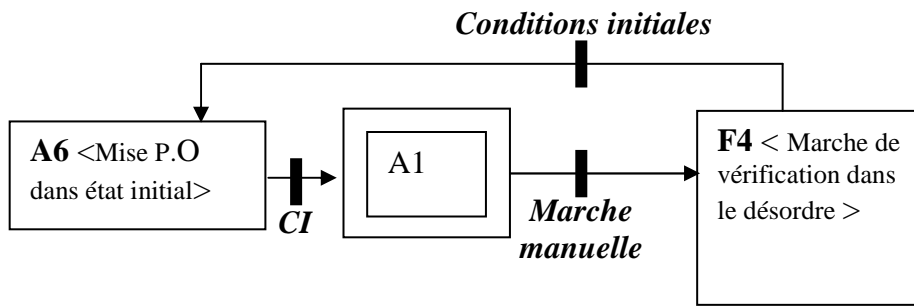 Conditions initiales
A6 <Mise P.O
dans état initial>
CI
A1
Marche
manuelle
F4 < Marche de
vérification dans
le désordre >